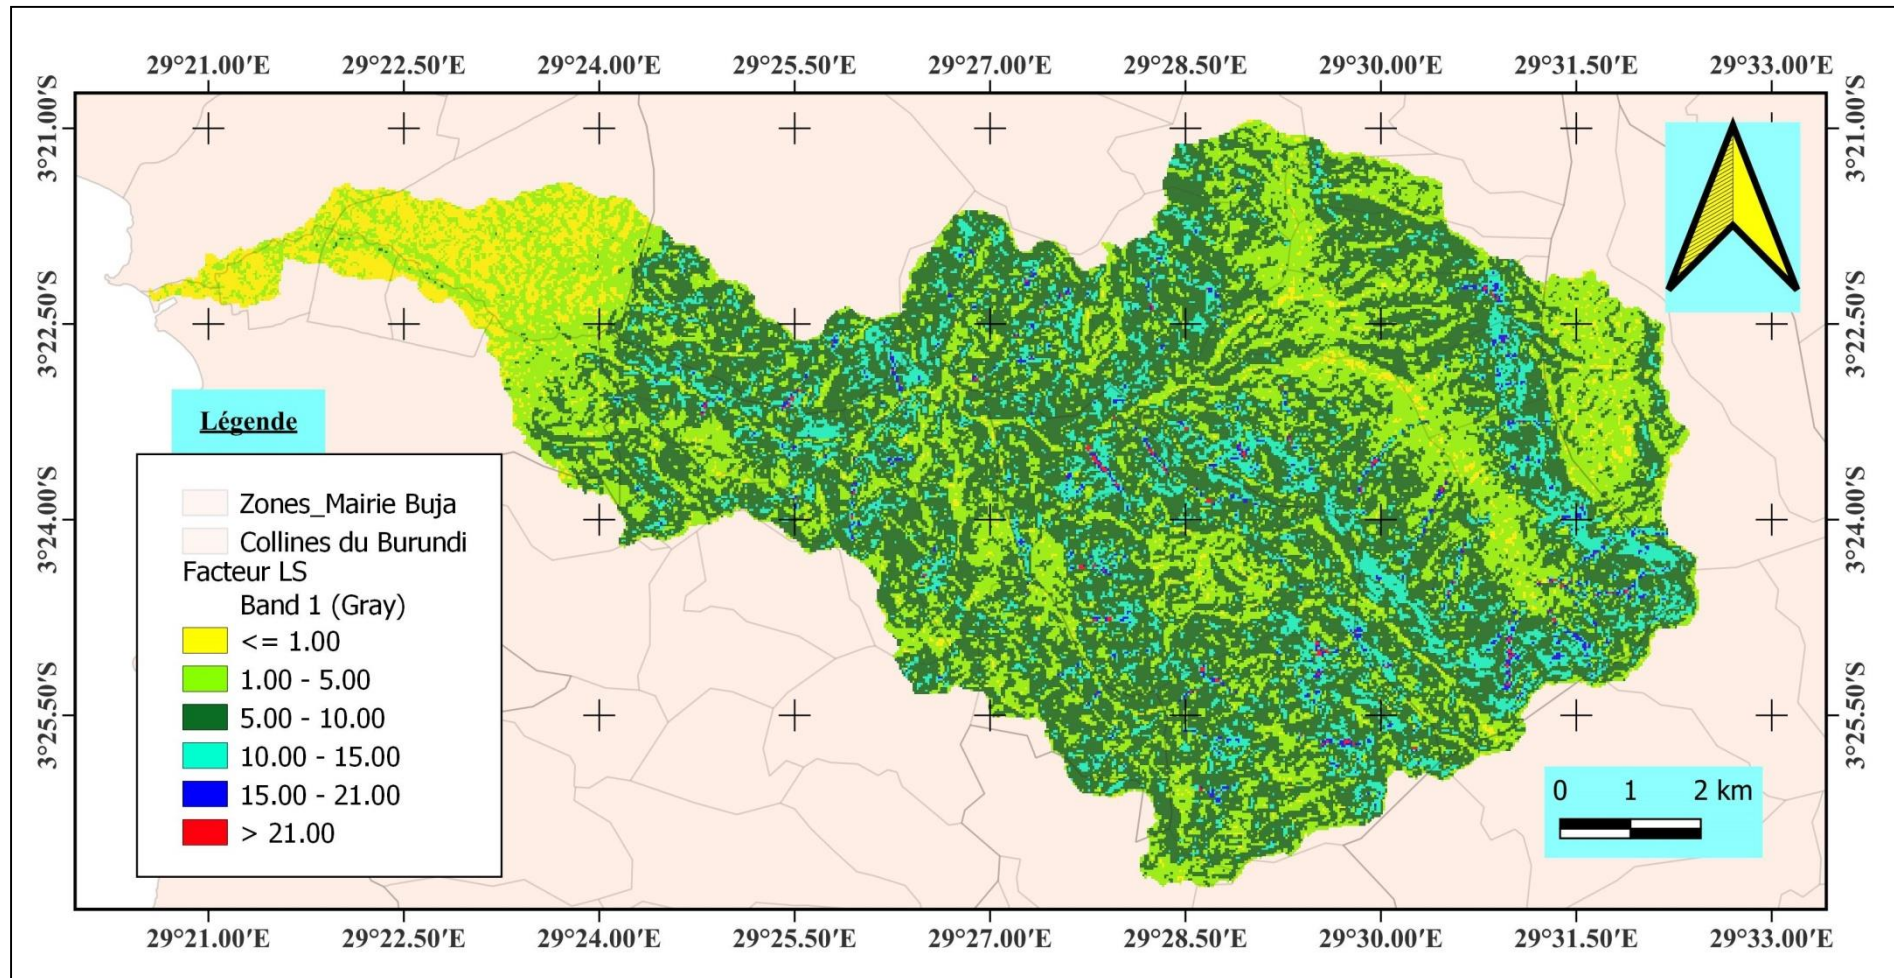 29°21.00′E 29°22.50′E 29°24.00′E 29°25.50′E 29°27.00′E 29°28.50′E 29°30.00′E 29°31.50′E 29°33.00′E
3°21.00′S 3°21.00′S
3°22.50′S 3°22.50′S
3°24.00′S 3°24.00′S
3°25.50′S 3°25.50′S
Légende
Zones_Mairie Buja
Collines du Burundi
Facteur LS
Band 1 (Gray)
<= 1.00
1.00 - 5.00
5.00 - 10.00
10.00 - 15.00
15.00 - 21.00
> 21.00
0 1 2 km
29°21.00′E 29°22.50′E 29°24.00′E 29°25.50′E 29°27.00′E 29°28.50′E 29°30.00′E 29°31.50′E 29°33.00′E